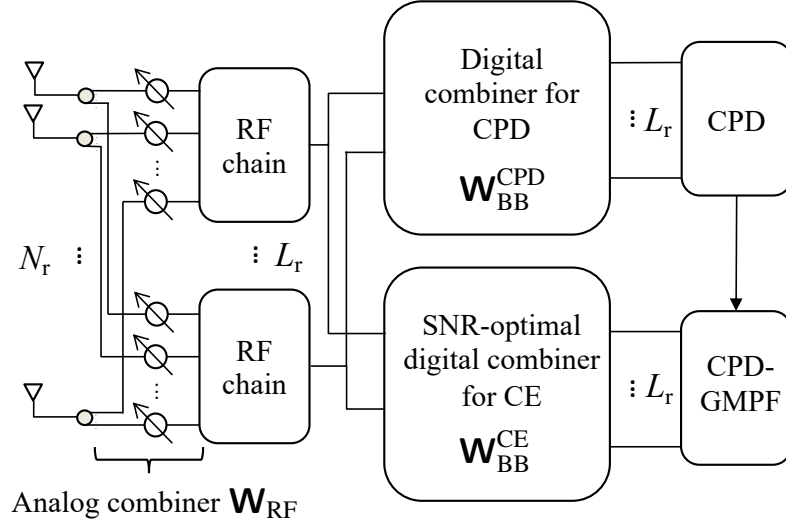 N_r
⋮
RF
chain
⋮ L_r
RF
chain
Analog combiner W_RF
Digital
combiner for
CPD
W_BB^CPD
⋮ L_r
CPD
SNR-optimal
digital combiner
for CE
W_BB^CE
⋮ L_r
CPD-
GMPF